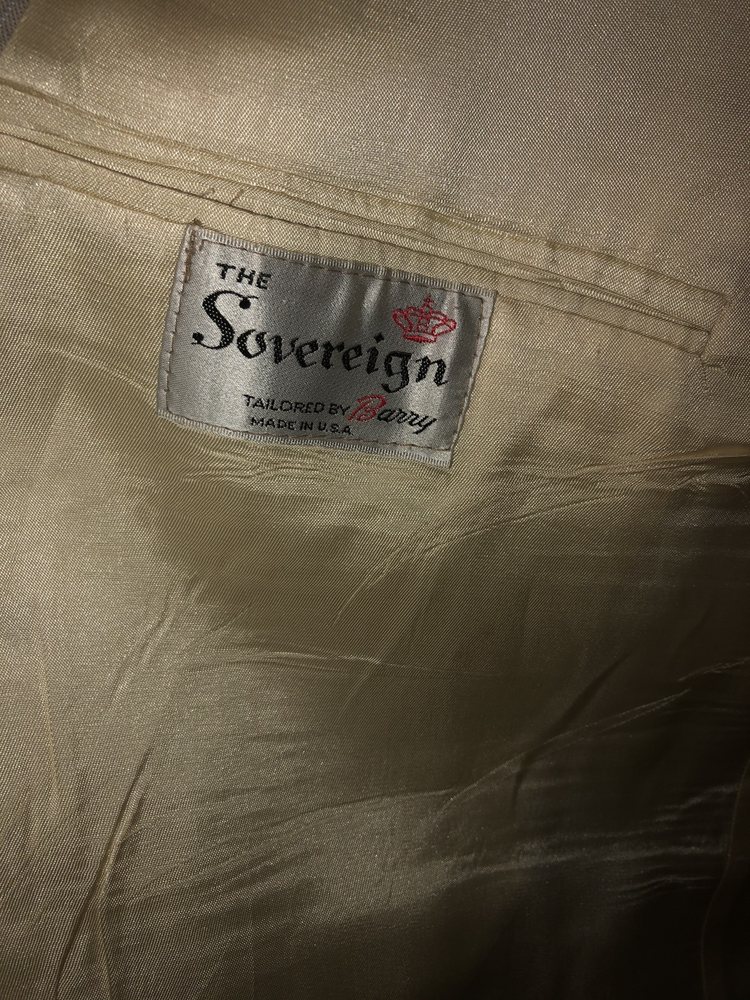 THE
Sovereign
TAILORED BY Barry
MADE IN U.S.A